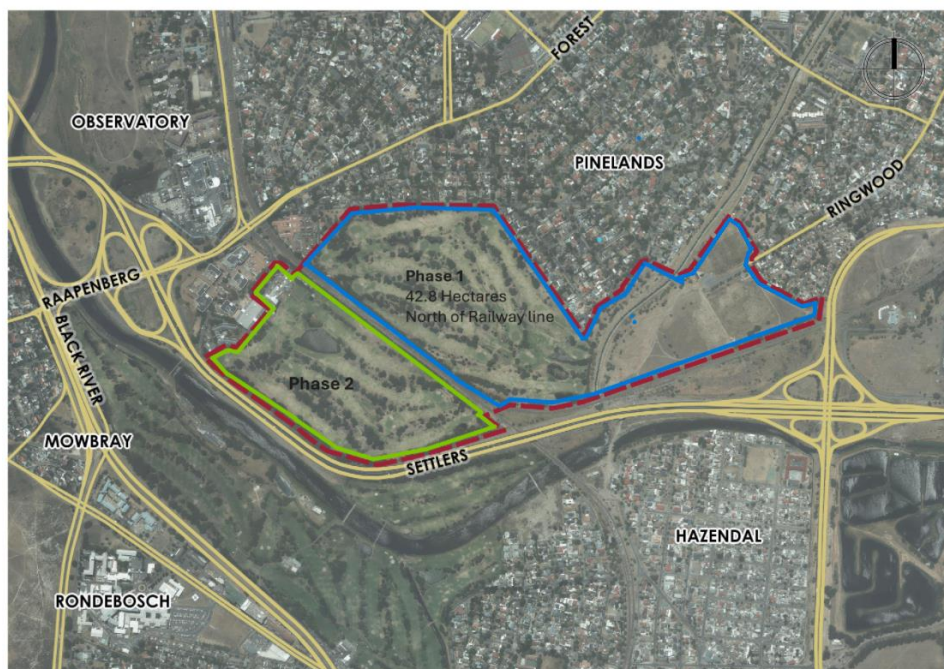 FOREST
OBSERVATORY
PINELANDS
RINGWOOD
RAAPENBERG
Phase 1
42.8 Hectares
North of Railway line
BLACK RIVER
Phase 2
MOWBRAY
SETTLERS
HAZENDAL
RONDEBOSCH